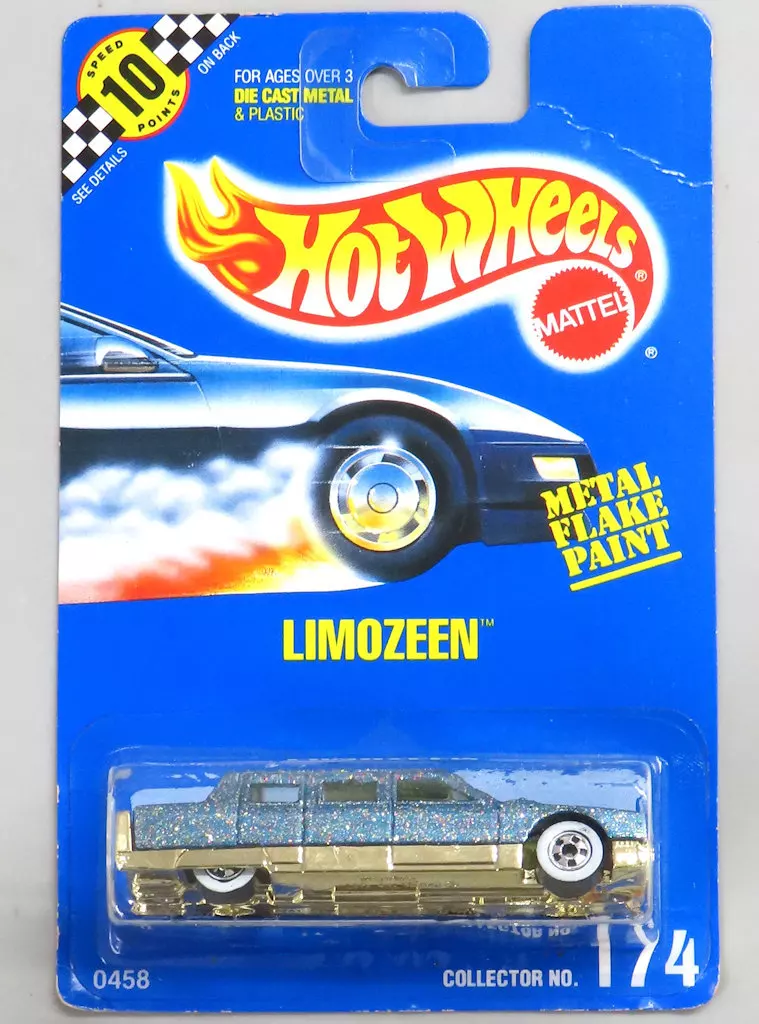 SPEED
10
POINTS
ON BACK
SEE DETAILS
FOR AGES OVER 3
DIE CAST METAL
& PLASTIC
HOT WHEELS®
MATTEL
®
METAL
FLAKE
PAINT
LIMOZEEN™
0458
COLLECTOR NO. 174